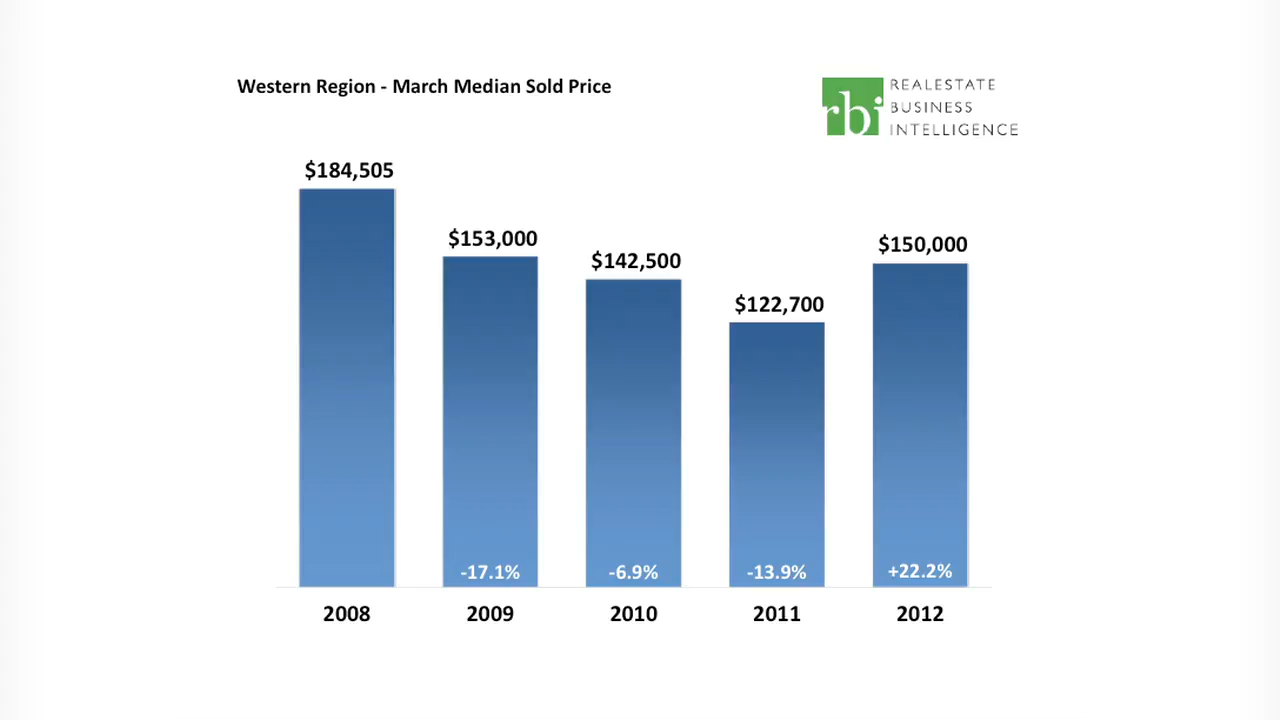 Western Region - March Median Sold Price
rbi
REALESTATE
BUSINESS
INTELLIGENCE
$184,505
$153,000
$142,500
$122,700
$150,000
-17.1%
-6.9%
-13.9%
+22.2%
2008
2009
2010
2011
2012